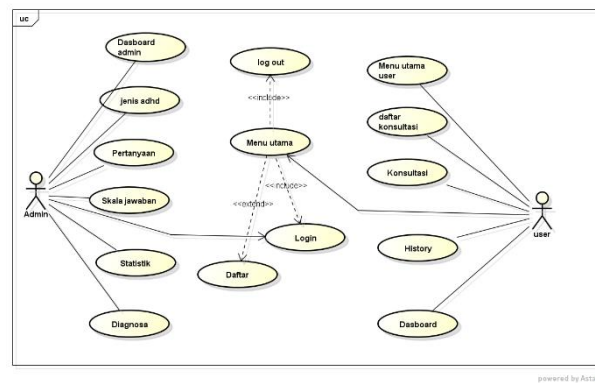 uc
Dasboard
admin
log out
Menu utama
user
jenis adhd
<<include>>
daftar
konsultasi
Pertanyaan
Menu utama
Konsultasi
Skala jawaban
<<include>>
<<extend>>
Admin
user
Login
History
Statistik
Daftar
Diagnosa
Dasboard
powered by Asta